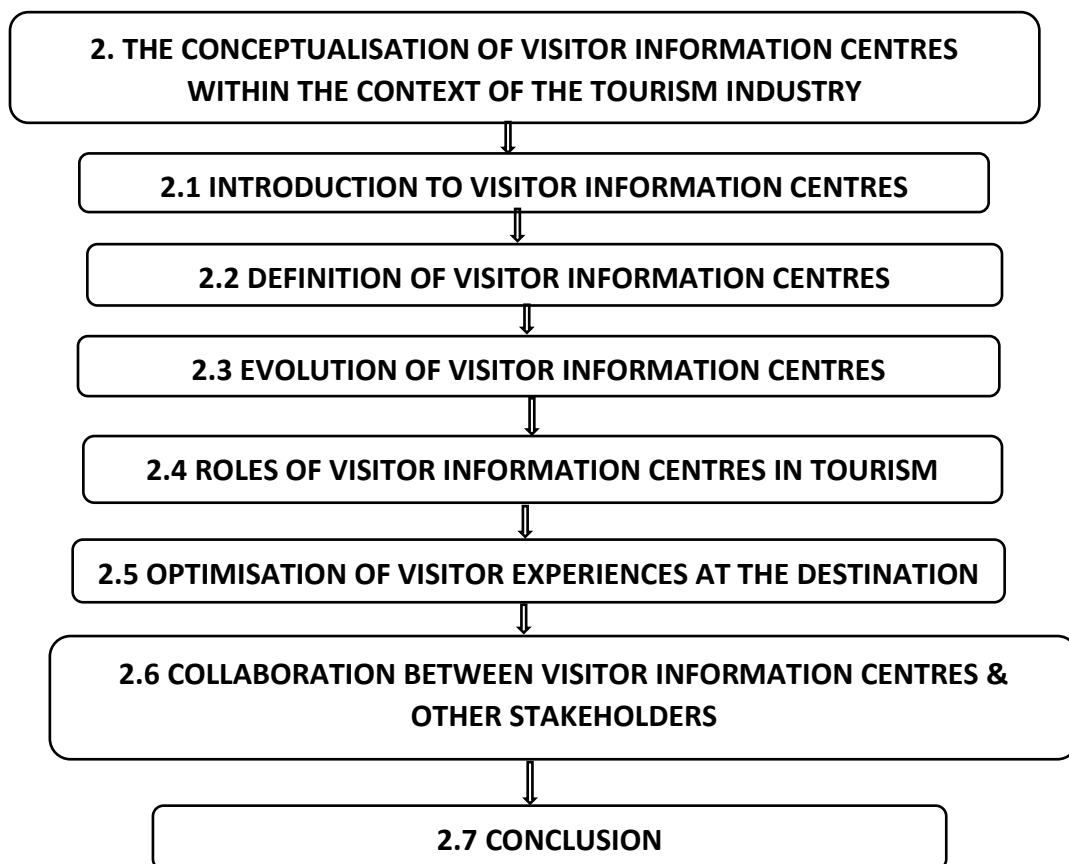 2. THE CONCEPTUALISATION OF VISITOR INFORMATION CENTRES
WITHIN THE CONTEXT OF THE TOURISM INDUSTRY
2.1 INTRODUCTION TO VISITOR INFORMATION CENTRES
2.2 DEFINITION OF VISITOR INFORMATION CENTRES
2.3 EVOLUTION OF VISITOR INFORMATION CENTRES
2.4 ROLES OF VISITOR INFORMATION CENTRES IN TOURISM
2.5 OPTIMISATION OF VISITOR EXPERIENCES AT THE DESTINATION
2.6 COLLABORATION BETWEEN VISITOR INFORMATION CENTRES &
OTHER STAKEHOLDERS
2.7 CONCLUSION